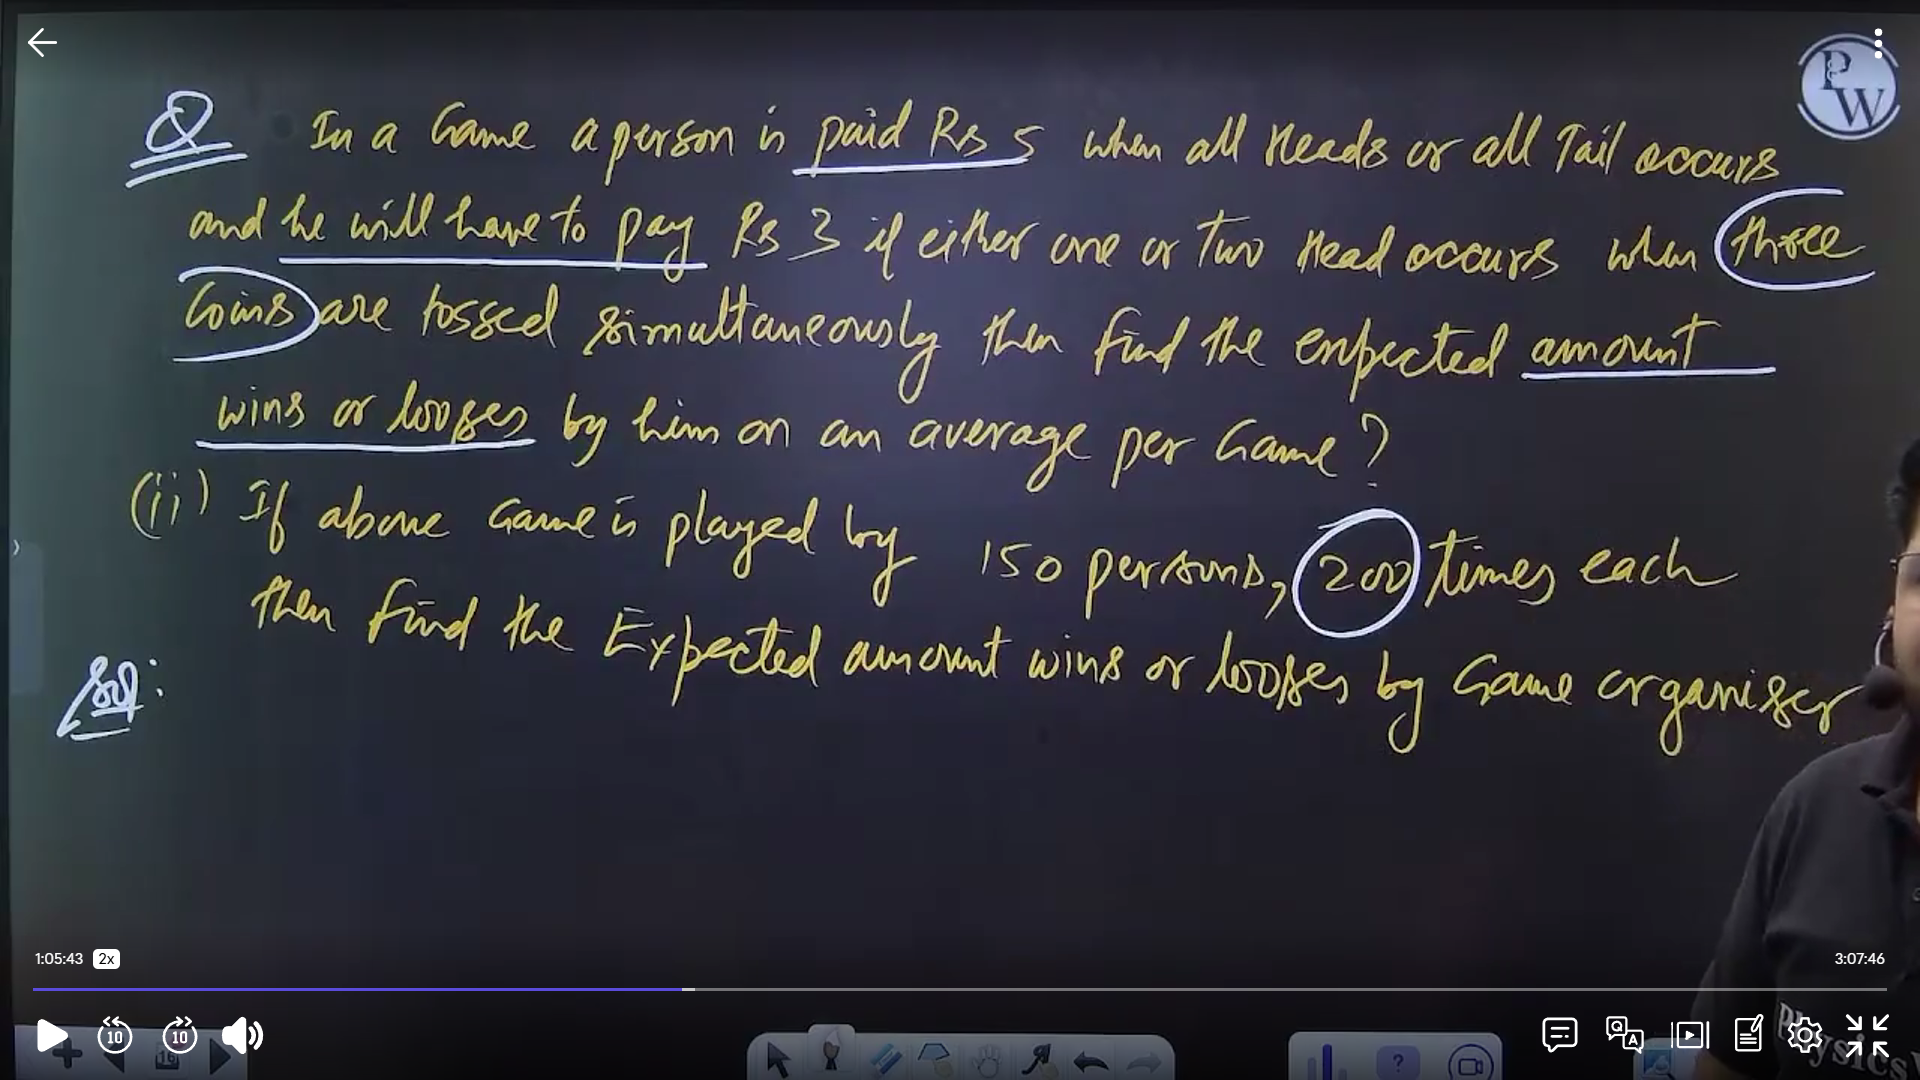 PW
Q In a Game a person is paid Rs 5 when all Heads or all Tail occurs
and he will have to pay Rs 3 if either one or Two Head occurs when three
Coins are tossed simultaneously then find the expected amount
wins or looses by him on an average per Game?
(ii) If above Game is played by 150 persons, 200 times each
then find the Expected amount wins or looses by Game organiser
Sol:
1:05:43 2x 3:07:46
10 10
16
Physics